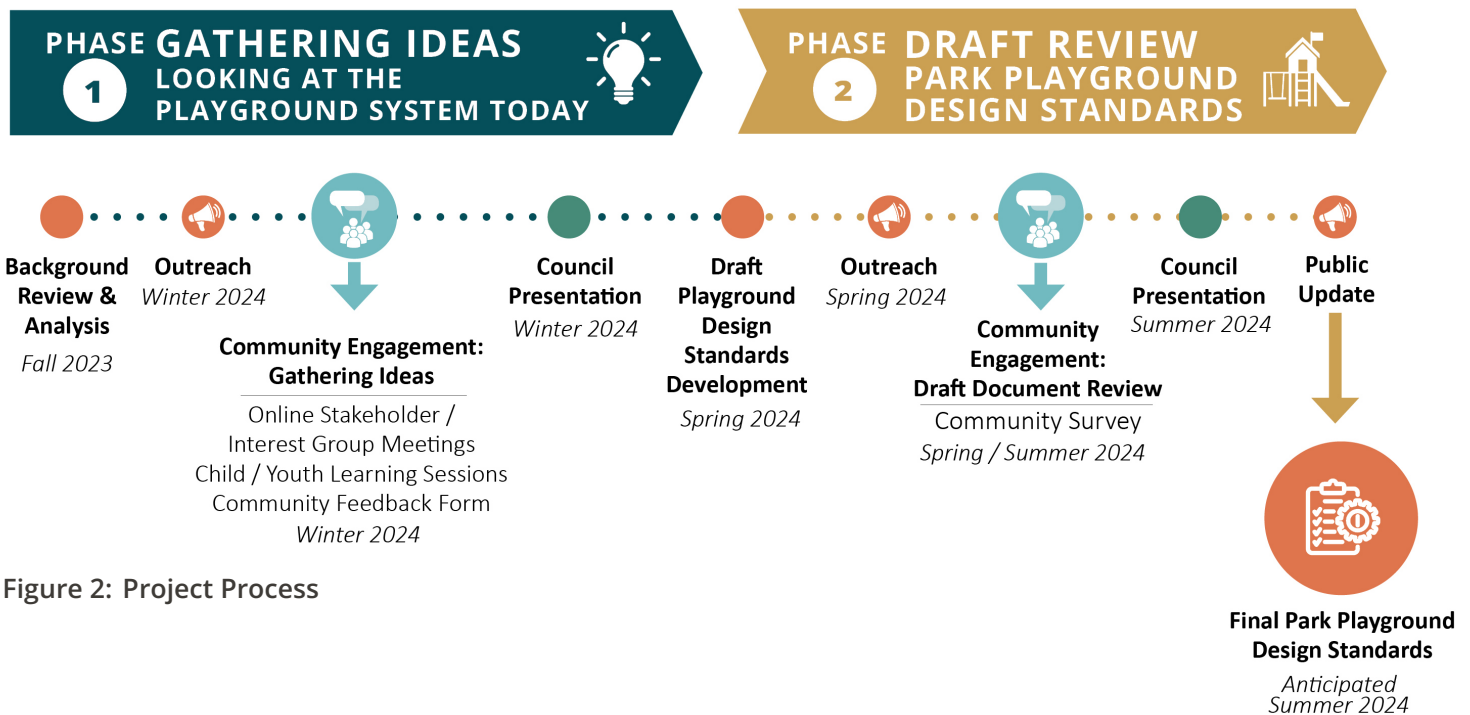 PHASE
1
GATHERING IDEAS
LOOKING AT THE
PLAYGROUND SYSTEM TODAY
PHASE
2
DRAFT REVIEW
PARK PLAYGROUND
DESIGN STANDARDS
Background
Review &
Analysis
Fall 2023
Outreach
Winter 2024
Community Engagement:
Gathering Ideas
Online Stakeholder /
Interest Group Meetings
Child / Youth Learning Sessions
Community Feedback Form
Winter 2024
Council
Presentation
Winter 2024
Draft
Playground
Design
Standards
Development
Spring 2024
Outreach
Spring 2024
Community
Engagement:
Draft Document Review
Community Survey
Spring / Summer 2024
Council
Presentation
Summer 2024
Public
Update
Final Park Playground
Design Standards
Anticipated
Summer 2024
Figure 2: Project Process